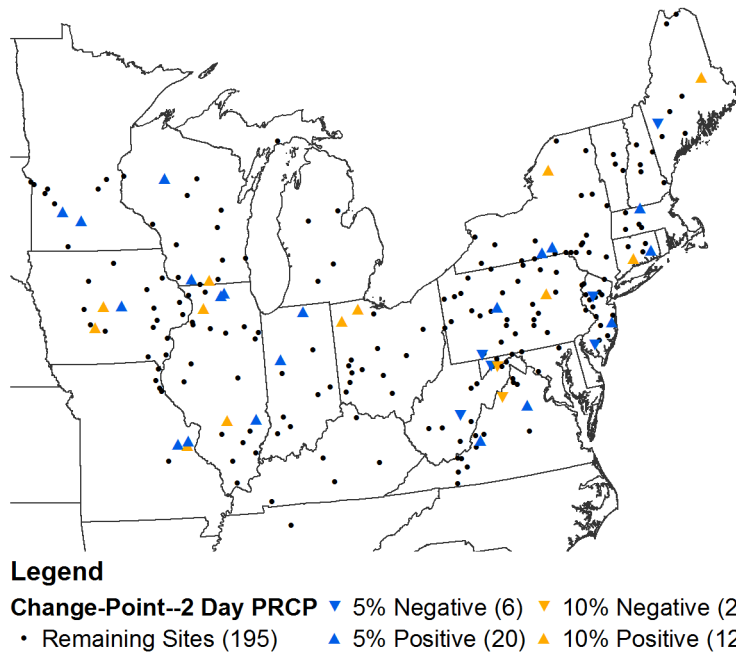 Legend
Change-Point--2 Day PRCP ▼ 5% Negative (6) ▼ 10% Negative (2
• Remaining Sites (195) ▲ 5% Positive (20) ▲ 10% Positive (12